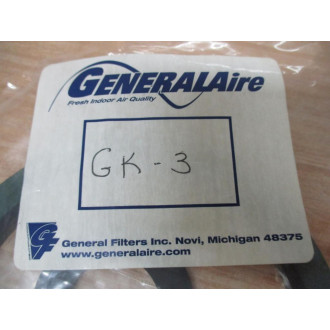 GENERALAire
Fresh Indoor Air Quality
GK-3
GF
General Filters Inc. Novi, Michigan 48375
www.generalaire.com